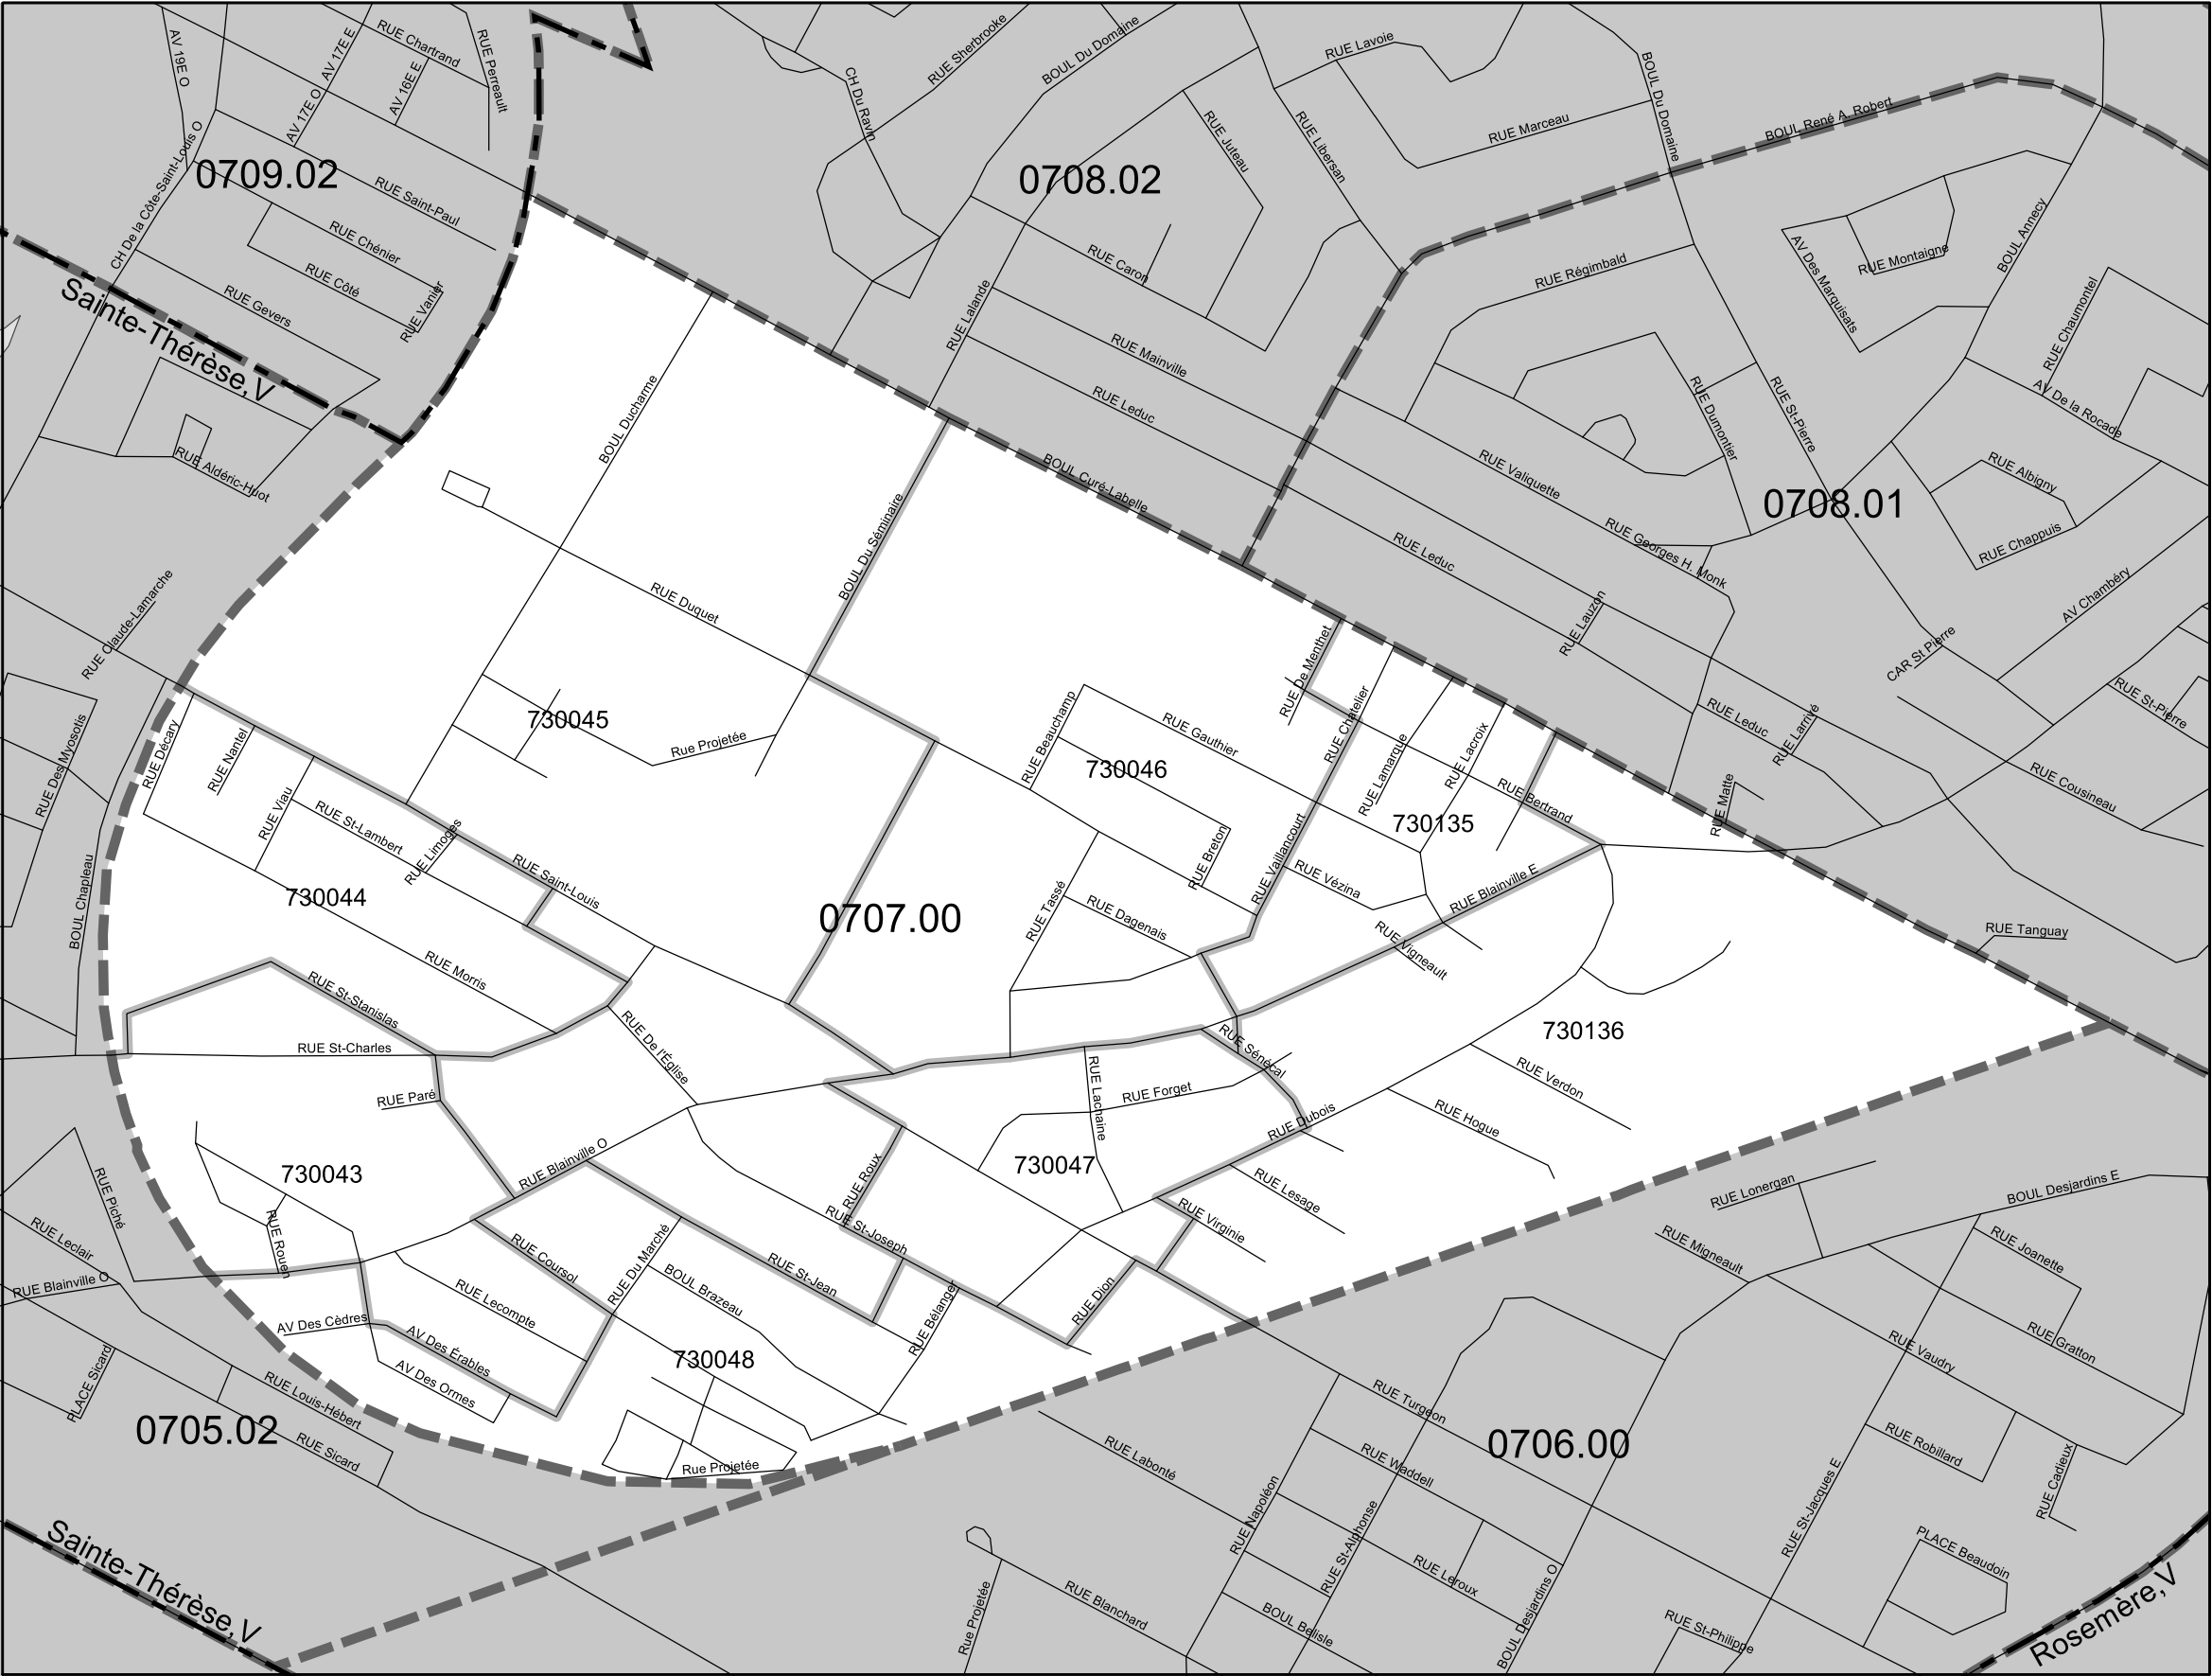 AV 19E O
AV 17E E
RUE Chartrand
RUE Perreault
AV 16E E
AV 17E O
CH De la Côte-Saint-Louis O
0709.02
RUE Saint-Paul
RUE Chénier
RUE Côté
RUE Vanier
RUE Gevers
Sainte-Thérèse,V
RUE Aldéric-Huot
CH Du Ravin
RUE Sherbrooke
BOUL Du Domaine
RUE Lavoie
BOUL Du Domaine
RUE Juteau
RUE Libersan
RUE Marceau
BOUL René A. Robert
0708.02
RUE Caron
RUE Lalande
RUE Mainville
RUE Leduc
RUE Régimbald
AV Des Marquisats
RUE Montaigne
BOUL Annecy
RUE Chaumontel
AV De la Rocade
RUE Dumontier
RUE St-Pierre
RUE Albigny
RUE Chappuis
0708.01
RUE Valiquette
RUE Georges H. Monk
RUE Leduc
RUE Lauzon
AV Chambéry
CAR St Pierre
RUE St-Pierre
RUE Leduc
RUE Larrivé
RUE Cousineau
RUE Matte
RUE Tanguay
BOUL Curé-Labelle
BOUL Ducharme
BOUL Du Séminaire
RUE Duquet
RUE Claude-Lamarche
RUE Des Myosotis
BOUL Chapleau
RUE Décary
RUE Nantel
RUE Viau
RUE St-Lambert
RUE Limoges
RUE Saint-Louis
730045
Rue Projetée
730044
RUE Morris
RUE St-Stanislas
RUE St-Charles
RUE De l'Église
RUE Paré
0707.00
RUE De Menthet
RUE Beauchamp
RUE Gauthier
RUE Chatelier
RUE Lamarque
RUE Lacroix
RUE Bertrand
730046
730135
RUE Breton
RUE Vaillancourt
RUE Vézina
RUE Blainville E
RUE Vigneault
RUE Tassé
RUE Dagenais
730136
RUE Sénécal
RUE Lachaine
RUE Forget
RUE Dubois
RUE Verdon
RUE Hogue
730047
RUE Lesage
RUE Virginie
RUE Dion
RUE Roux
RUE St-Joseph
RUE Blainville O
730043
RUE Rouen
RUE Piché
RUE Leclair
RUE Blainville O
RUE Coursol
RUE Du Marché
RUE St-Jean
BOUL Brazeau
RUE Bélanger
RUE Lecompte
AV Des Cèdres
AV Des Érables
AV Des Ormes
730048
Rue Projetée
PLACE Sicard
0705.02
RUE Louis-Hébert
RUE Sicard
Sainte-Thérèse,V
RUE Lonergan
BOUL Desjardins E
RUE Migneault
RUE Joanette
RUE Gratton
RUE Vaudry
RUE Turgeon
0706.00
RUE Waddell
RUE Labonté
RUE Napoléon
RUE St-Alphonse
RUE Leroux
BOUL Desjardins O
RUE St-Jacques E
RUE Robillard
RUE Cadieux
PLACE Beaudoin
RUE St-Philippe
Rue Projetée
RUE Blanchard
BOUL Belisle
Rosemère,V